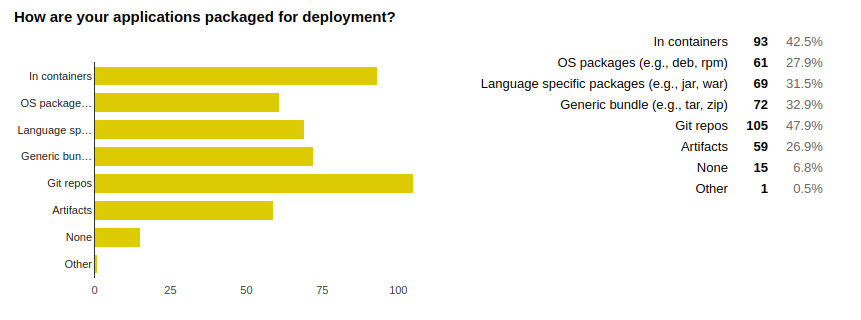 How are your applications packaged for deployment?
In containers
OS package…
Language sp…
Generic bun…
Git repos
Artifacts
None
Other
0 25 50 75 100
In containers 93 42.5%
OS packages (e.g., deb, rpm) 61 27.9%
Language specific packages (e.g., jar, war) 69 31.5%
Generic bundle (e.g., tar, zip) 72 32.9%
Git repos 105 47.9%
Artifacts 59 26.9%
None 15 6.8%
Other 1 0.5%